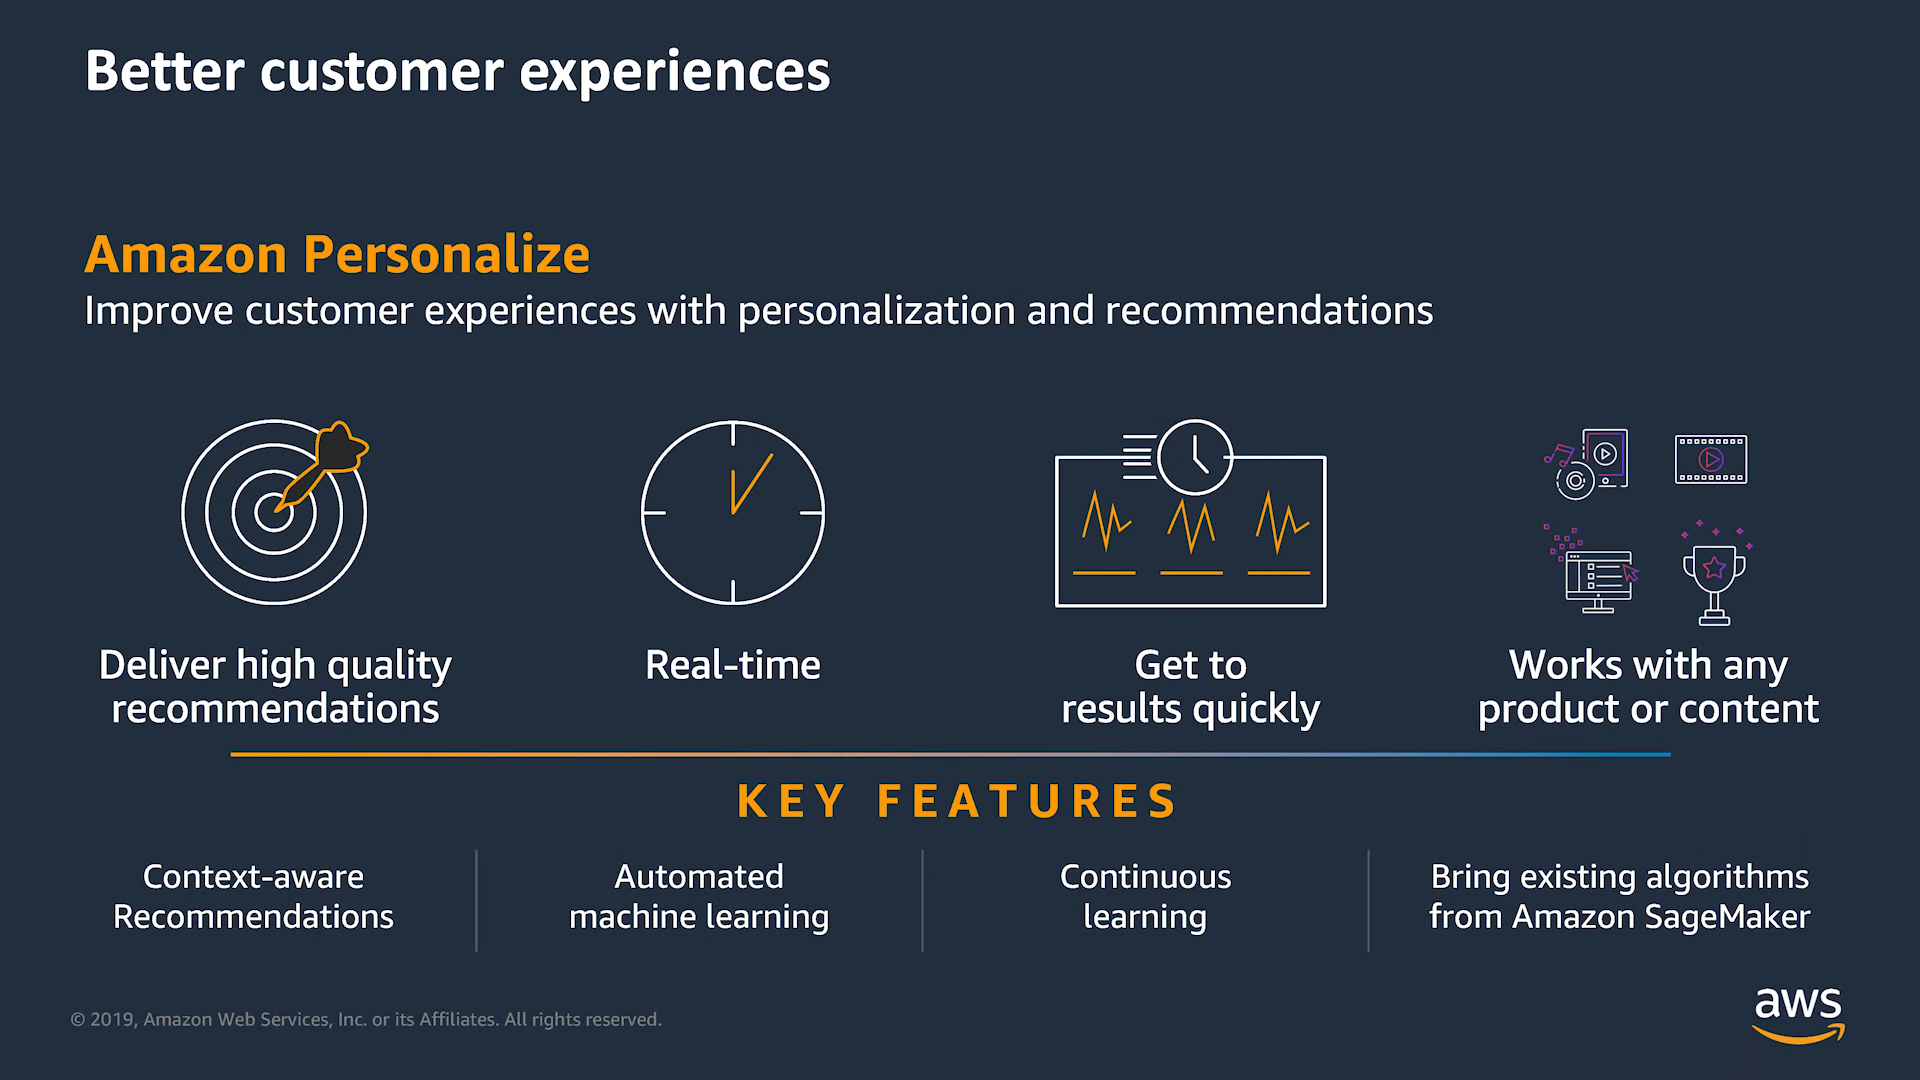 Better customer experiences
Amazon Personalize
Improve customer experiences with personalization and recommendations
Deliver high quality
recommendations
Real-time
Get to
results quickly
Works with any
product or content
KEY FEATURES
Context-aware
Recommendations
Automated
machine learning
Continuous
learning
Bring existing algorithms
from Amazon SageMaker
© 2019, Amazon Web Services, Inc. or its Affiliates. All rights reserved.
aws